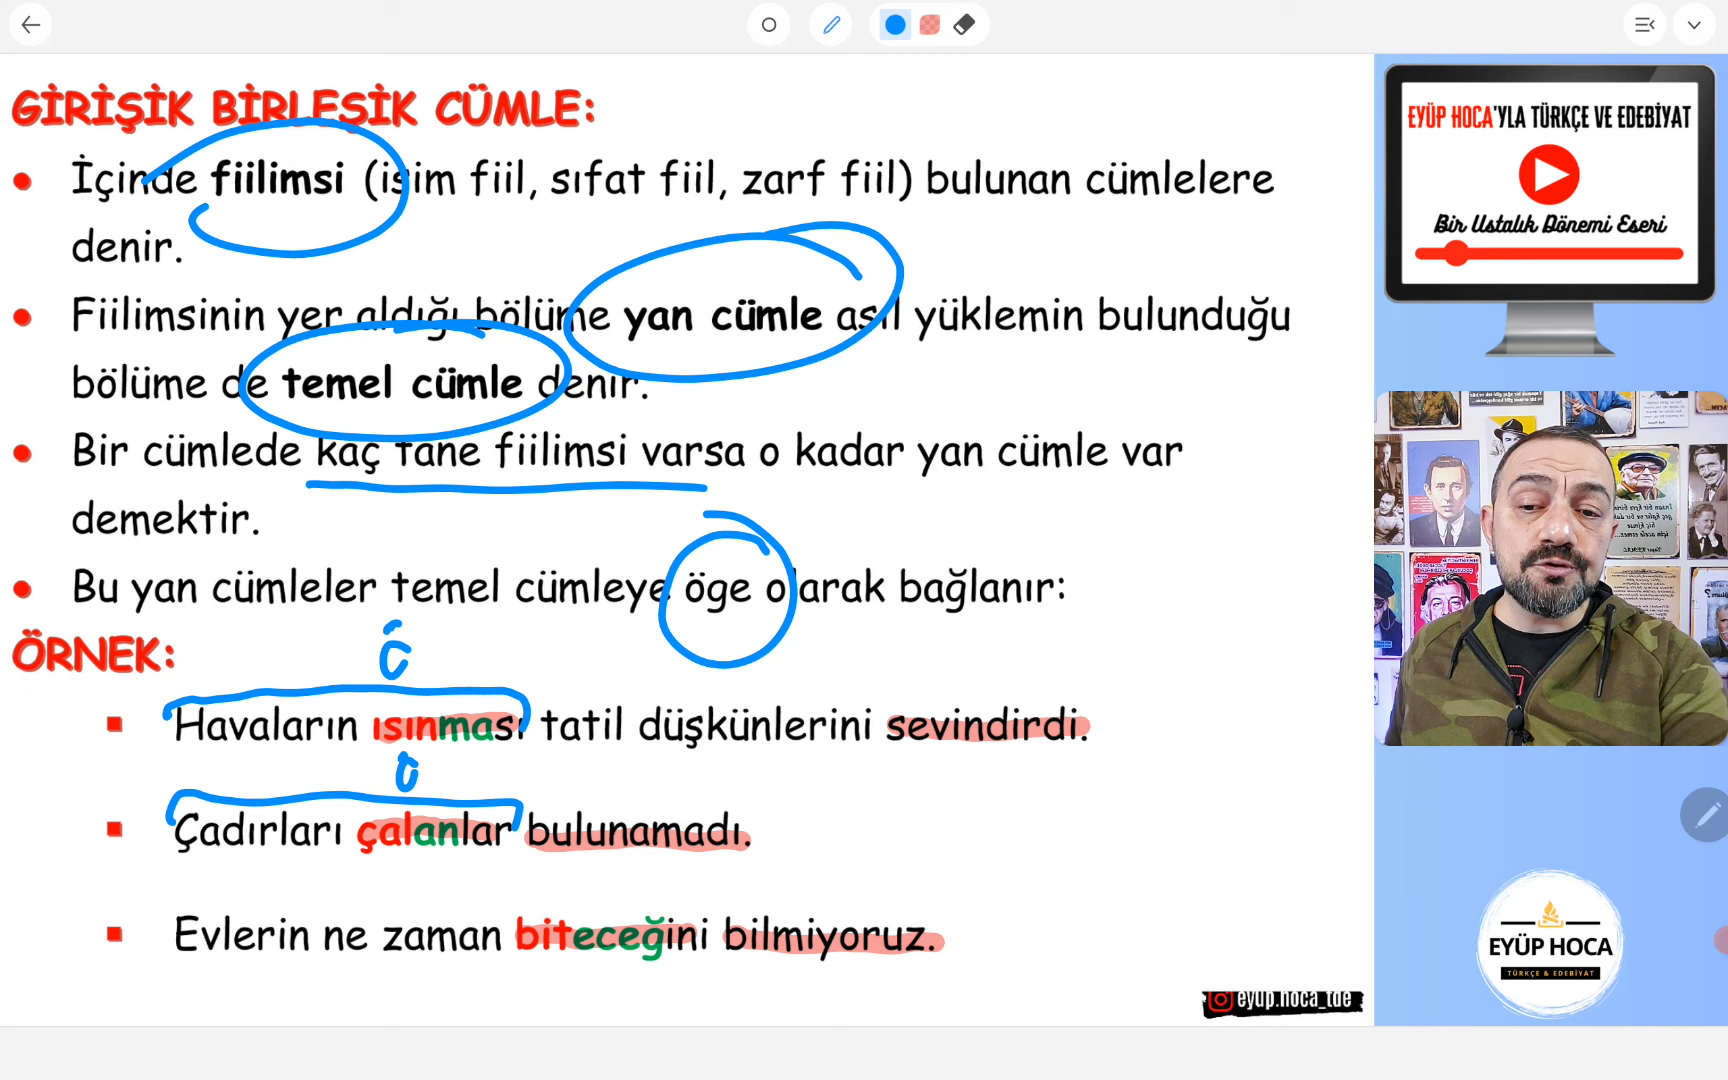 GİRİŞİK BİRLEŞİK CÜMLE:
İçinde fiilimsi (isim fiil, sıfat fiil, zarf fiil) bulunan cümlelere
denir.
Fiilimsinin yer aldığı bölüme yan cümle asıl yüklemin bulunduğu
bölüme de temel cümle denir.
Bir cümlede kaç tane fiilimsi varsa o kadar yan cümle var
demektir.
Bu yan cümleler temel cümleye öge olarak bağlanır:
ÖRNEK:
Ö
Havaların ısınması tatil düşkünlerini sevindirdi.
Ö
Çadırları çalanlar bulunamadı.
Evlerin ne zaman biteceğini bilmiyoruz.
eyup.hoca_tde
EYÜP HOCA'YLA TÜRKÇE VE EDEBİYAT
Bir Ustalık Dönemi Eseri
EYÜP HOCA
TÜRKÇE & EDEBİYAT